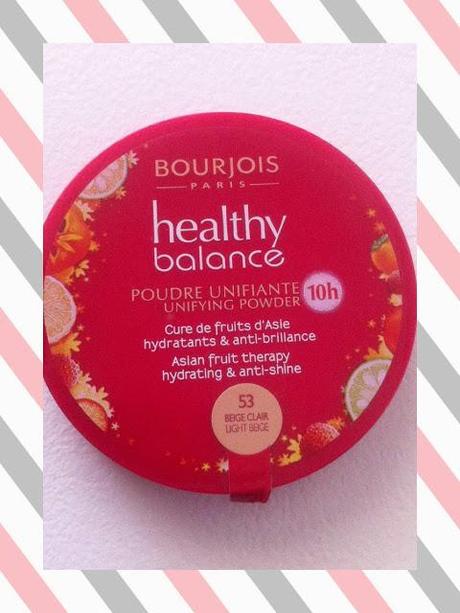 BOURJOIS
PARIS
healthy
balance
POUDRE UNIFIANTE
UNIFYING POWDER
10h
Cure de fruits d'Asie
hydratants & anti-brillance
Asian fruit therapy
hydrating & anti-shine
53
BEIGE CLAIR
LIGHT BEIGE